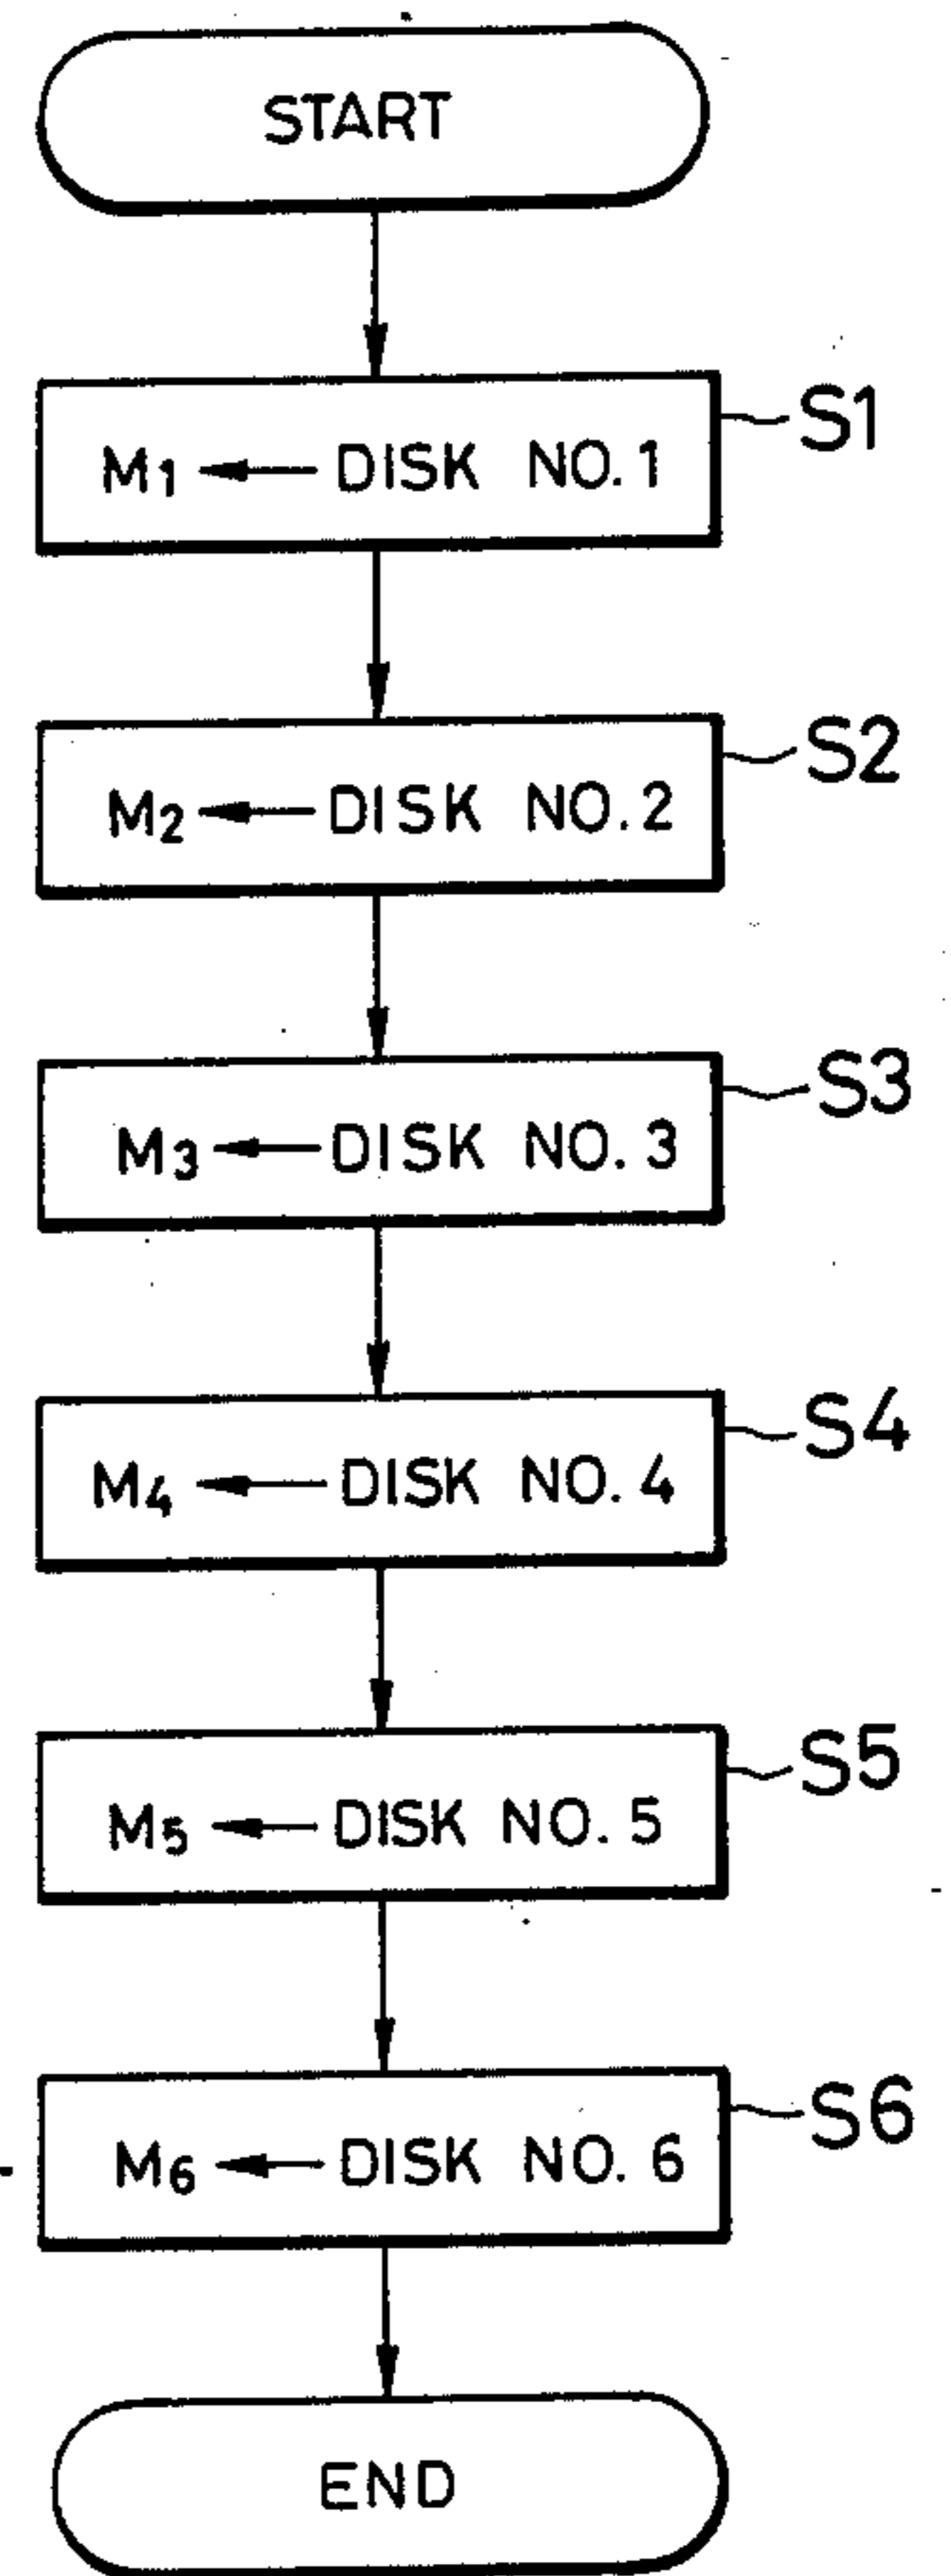 START
M₁ ← DISK NO. 1 S1
M₂ ← DISK NO. 2 S2
M₃ ← DISK NO. 3 S3
M₄ ← DISK NO. 4 S4
M₅ ← DISK NO. 5 S5
M₆ ← DISK NO. 6 S6
END